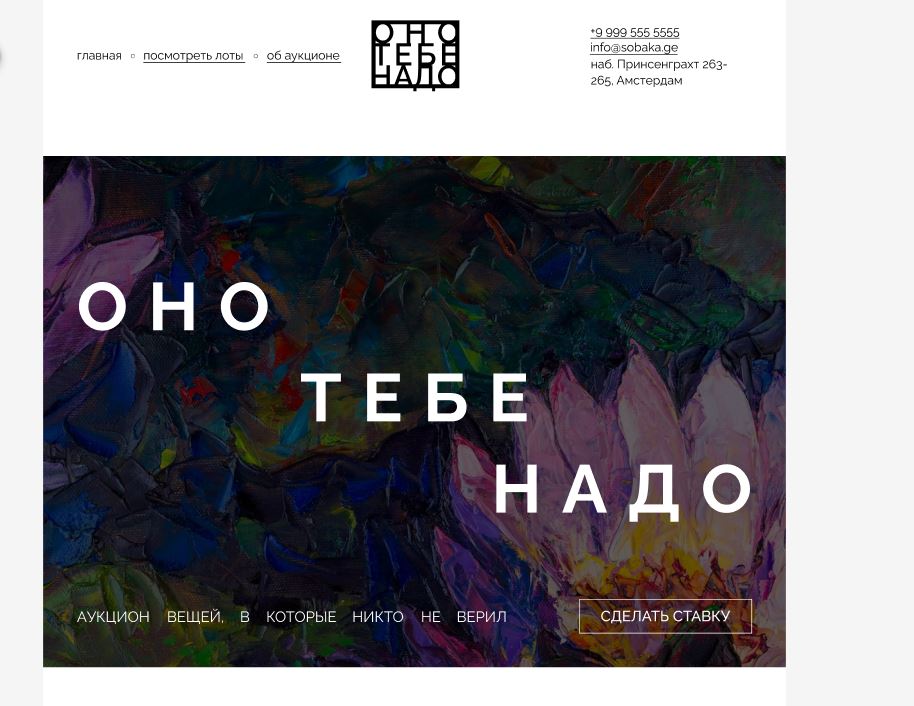 главная ○ посмотреть лоты ○ об аукционе
ОНО
ТЕБЕ
НАДО
+9 999 555 5555
info@sobaka.ge
наб. Принсенграхт 263-
265, Амстердам
ОНО
ТЕБЕ
НАДО
АУКЦИОН ВЕЩЕЙ, В КОТОРЫЕ НИКТО НЕ ВЕРИЛ
СДЕЛАТЬ СТАВКУ